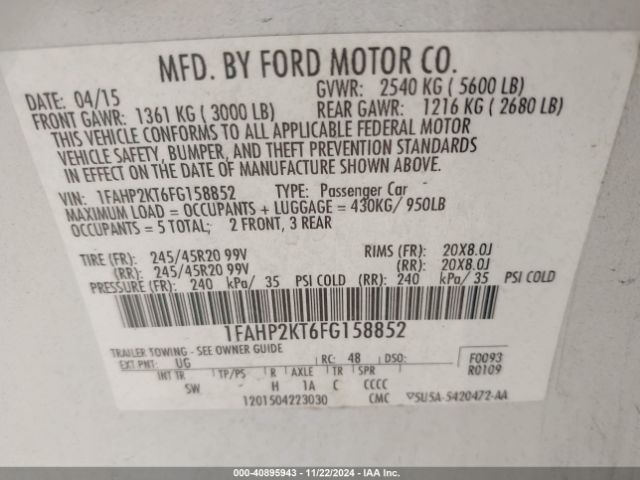 MFD. BY FORD MOTOR CO.
DATE: 04/15 GVWR: 2540 KG ( 5600 LB)
FRONT GAWR: 1361 KG ( 3000 LB) REAR GAWR: 1216 KG ( 2680 LB)
THIS VEHICLE CONFORMS TO ALL APPLICABLE FEDERAL MOTOR
VEHICLE SAFETY, BUMPER, AND THEFT PREVENTION STANDARDS
IN EFFECT ON THE DATE OF MANUFACTURE SHOWN ABOVE.
VIN: 1FAHP2KT6FG158852 TYPE: Passenger Car
MAXIMUM LOAD = OCCUPANTS + LUGGAGE = 430KG/ 950LB
OCCUPANTS = 5 TOTAL; 2 FRONT, 3 REAR
TIRE (FR): 245/45R20 99V RIMS (FR): 20X8.0J
(RR): 245/45R20 99V (RR): 20X8.0J
PRESSURE (FR): 240 kPa/ 35 PSI COLD (RR): 240 kPa/ 35 PSI COLD
1FAHP2KT6FG158852
TRAILER TOWING - SEE OWNER GUIDE
EXT PNT: UG RC: 48 DSO: F0093
INT TR TP/PS R AXLE TR SPR R0109
SW H 1A C CCCC
1201504223030 CMC ▽5U5A-5420472-AA
000-40895943 - 11/22/2024 - IAA Inc.